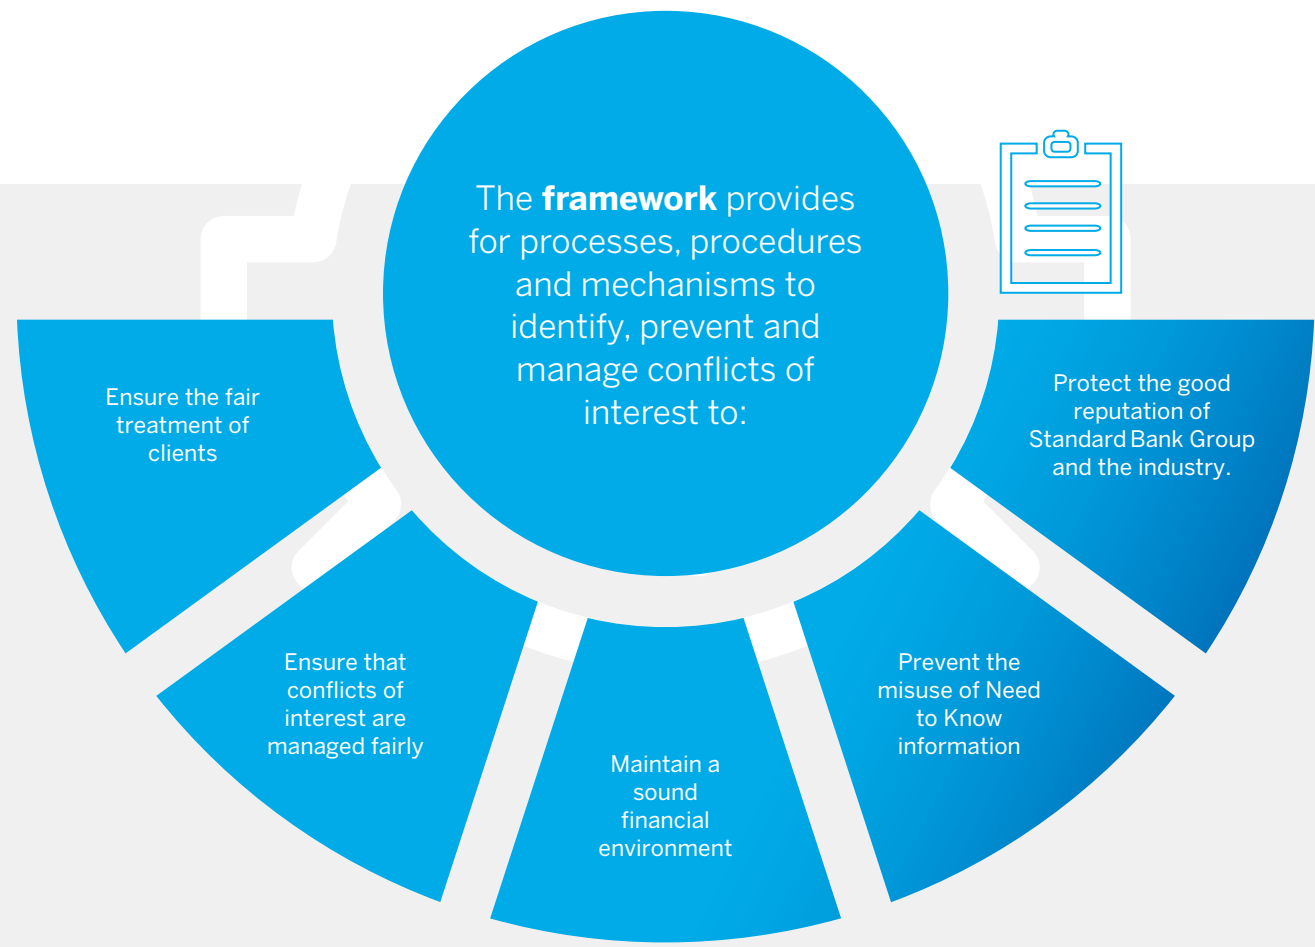 The framework provides
for processes, procedures
and mechanisms to
identify, prevent and
manage conflicts of
interest to:
Ensure the fair
treatment of
clients
Ensure that
conflicts of
interest are
managed fairly
Maintain a
sound
financial
environment
Prevent the
misuse of Need
to Know
information
Protect the good
reputation of
Standard Bank Group
and the industry.